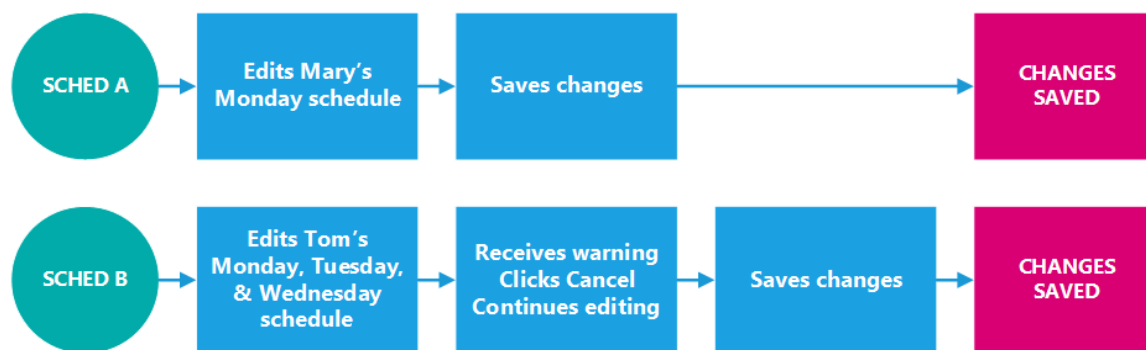 SCHED A
Edits Mary’s
Monday schedule
Saves changes
CHANGES
SAVED
SCHED B
Edits Tom’s
Monday, Tuesday,
& Wednesday
schedule
Receives warning
Clicks Cancel
Continues editing
Saves changes
CHANGES
SAVED